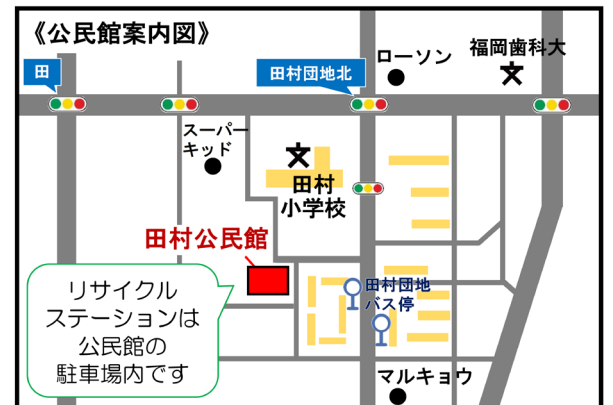 《公民館案内図》
福岡歯科大
ローソン
田
田村団地北
スーパー
キッド
田村
小学校
田村公民館
リサイクル
ステーションは
公民館の
駐車場内です
田村団地
バス停
マルキョウ